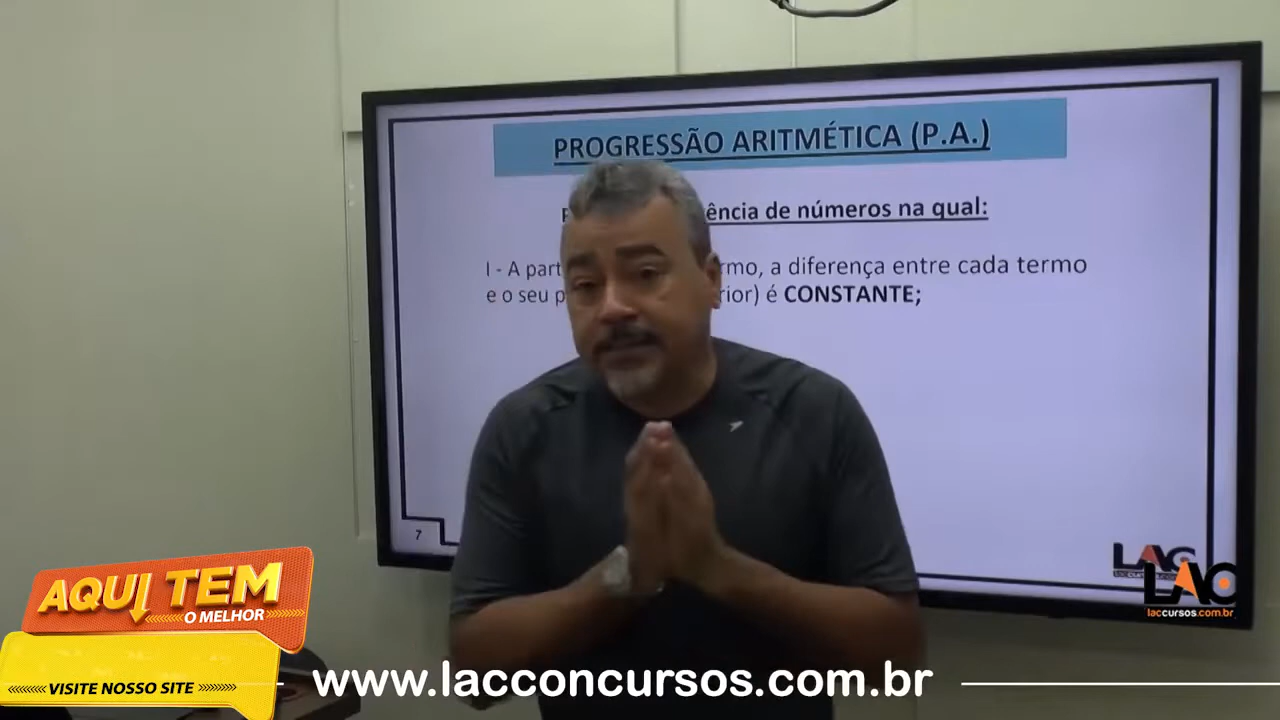 PROGRESSÃO ARITMÉTICA (P.A.)
ência de números na qual:
I - A part rmo, a diferença entre cada termo
e o seu p rior) é CONSTANTE;
7
LAC
LAC
laccursos.com.br
AQUI TEM
O MELHOR
VISITE NOSSO SITE
www.lacconcursos.com.br